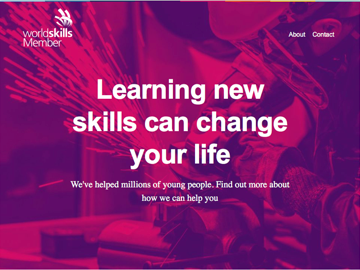 worldskills
Member
About Contact
Learning new
skills can change
your life
We've helped millions of young people. Find out more about
how we can help you